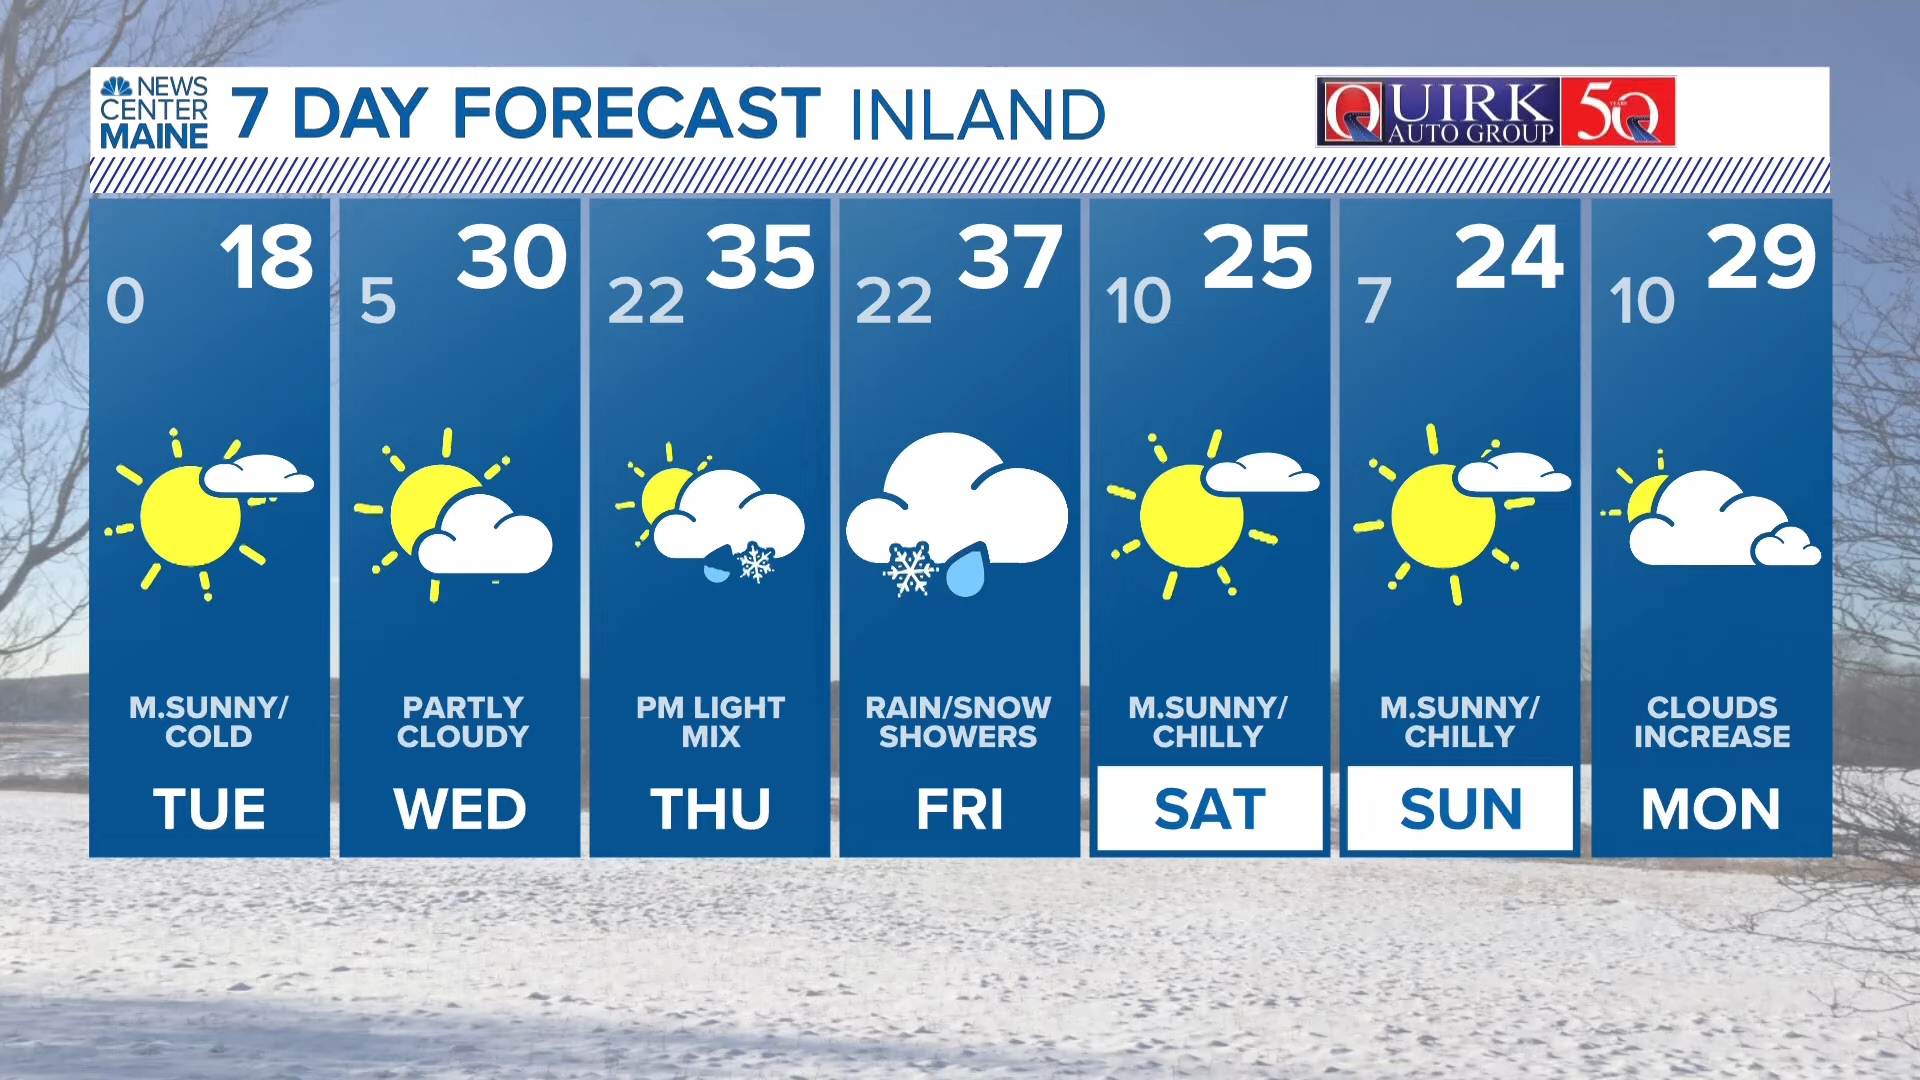 NEWS
CENTER
MAINE
7 DAY FORECAST INLAND
QUIRK
AUTO GROUP
50
YEARS
0 18
5 30
22 35
22 37
10 25
7 24
10 29
M.SUNNY/
COLD
PARTLY
CLOUDY
PM LIGHT
MIX
RAIN/SNOW
SHOWERS
M.SUNNY/
CHILLY
M.SUNNY/
CHILLY
CLOUDS
INCREASE
TUE
WED
THU
FRI
SAT
SUN
MON